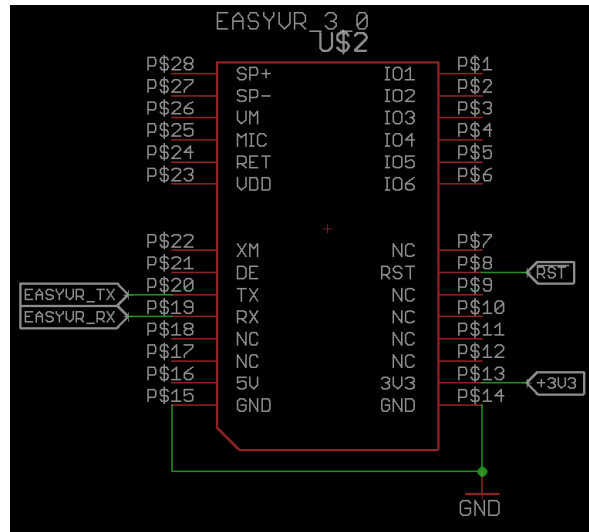 EASYVR_3_0
U$2
P$28 SP+ IO1 P$1
P$27 SP- IO2 P$2
P$26 VM IO3 P$3
P$25 MIC IO4 P$4
P$24 RET IO5 P$5
P$23 VDD IO6 P$6
P$22 XM NC P$7
P$21 DE RST P$8 RST
EASYVR_TX P$20 TX NC P$9
EASYVR_RX P$19 RX NC P$10
P$18 NC NC P$11
P$17 NC NC P$12
P$16 5V 3V3 P$13 +3V3
P$15 GND GND P$14
GND